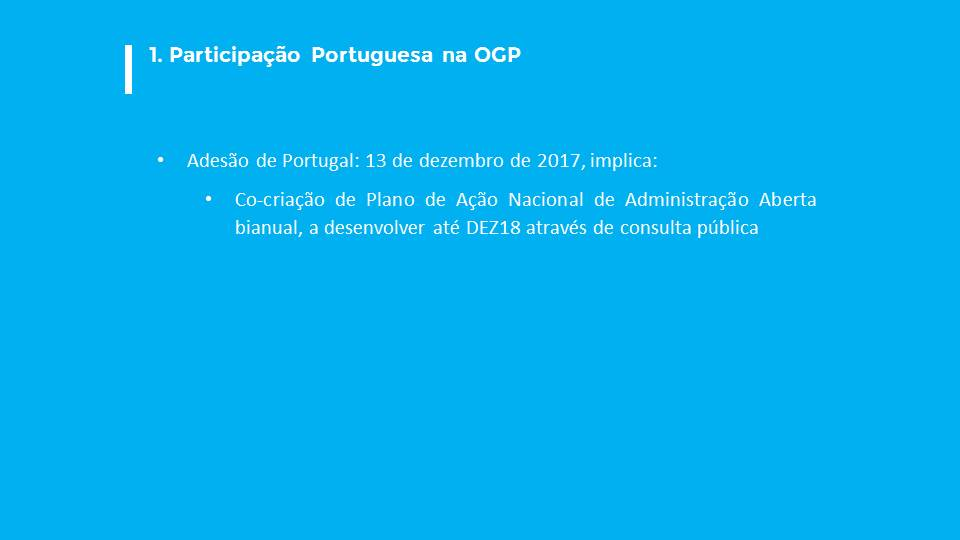 1. Participação Portuguesa na OGP
• Adesão de Portugal: 13 de dezembro de 2017, implica:
• Co-criação de Plano de Ação Nacional de Administração Aberta
bianual, a desenvolver até DEZ18 através de consulta pública